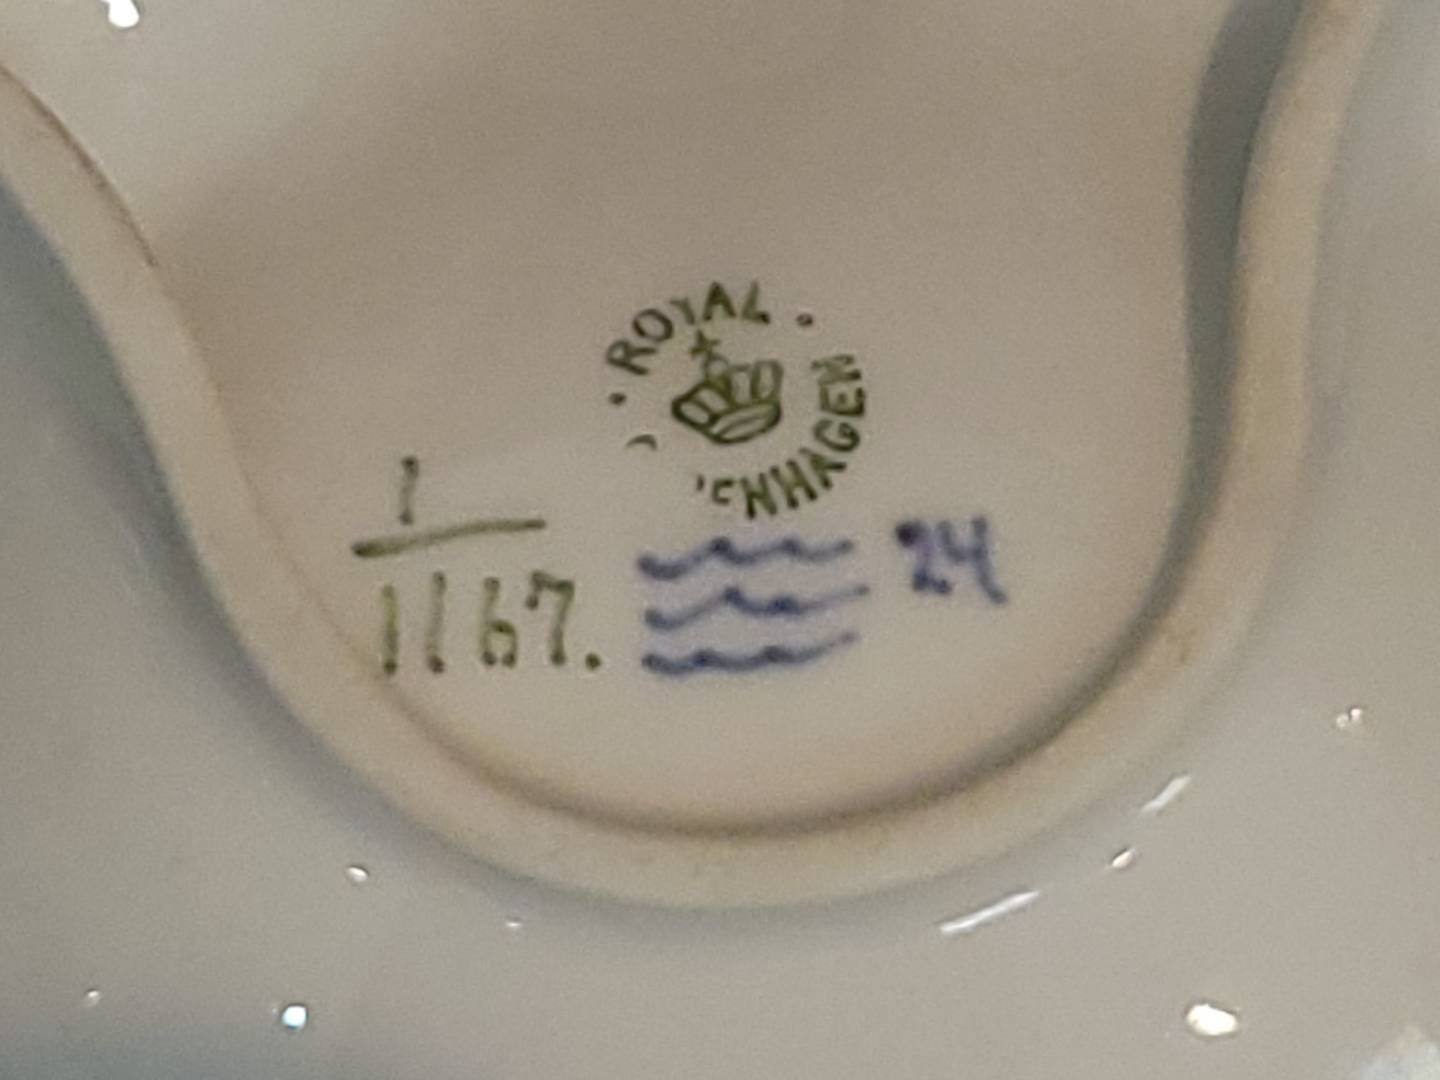 ROYAL
ENHAGEN
1
1167.
24